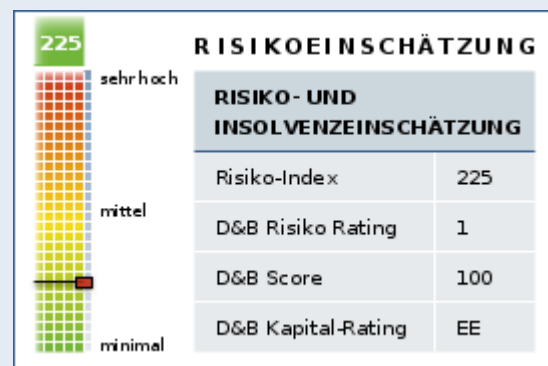 225
sehr hoch
mittel
minimal
RISIKOEINSCHÄTZUNG
RISIKO- UND
INSOLVENZEINSCHÄTZUNG
Risiko-Index 225
D&B Risiko Rating 1
D&B Score 100
D&B Kapital-Rating EE